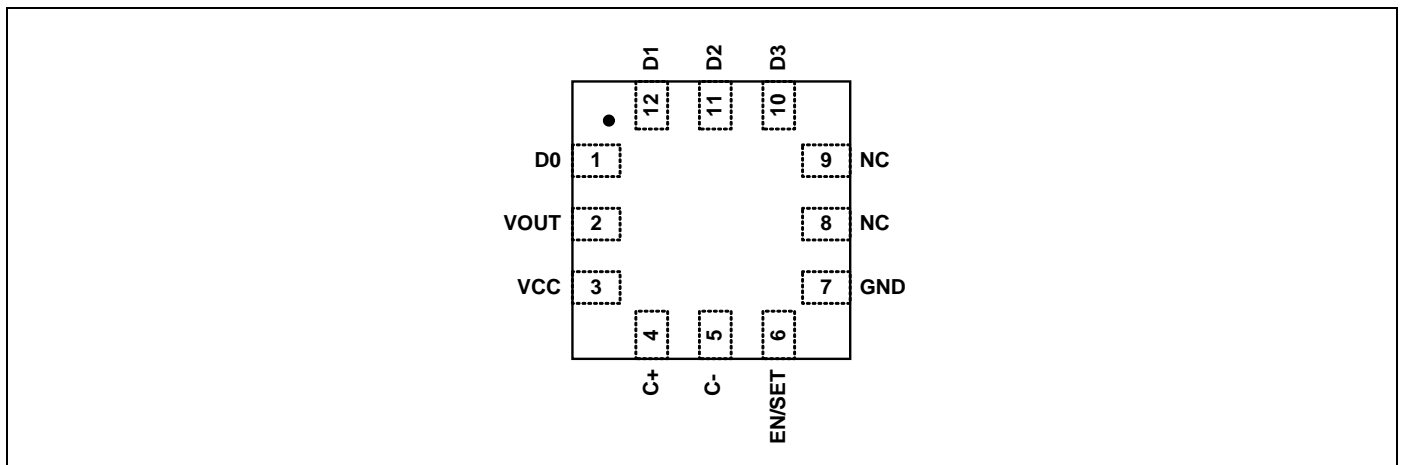 D1 D2 D3
12 11 10
D0 1 9 NC
VOUT 2 8 NC
VCC 3 7 GND
4 5 6
C+ C- EN/SET